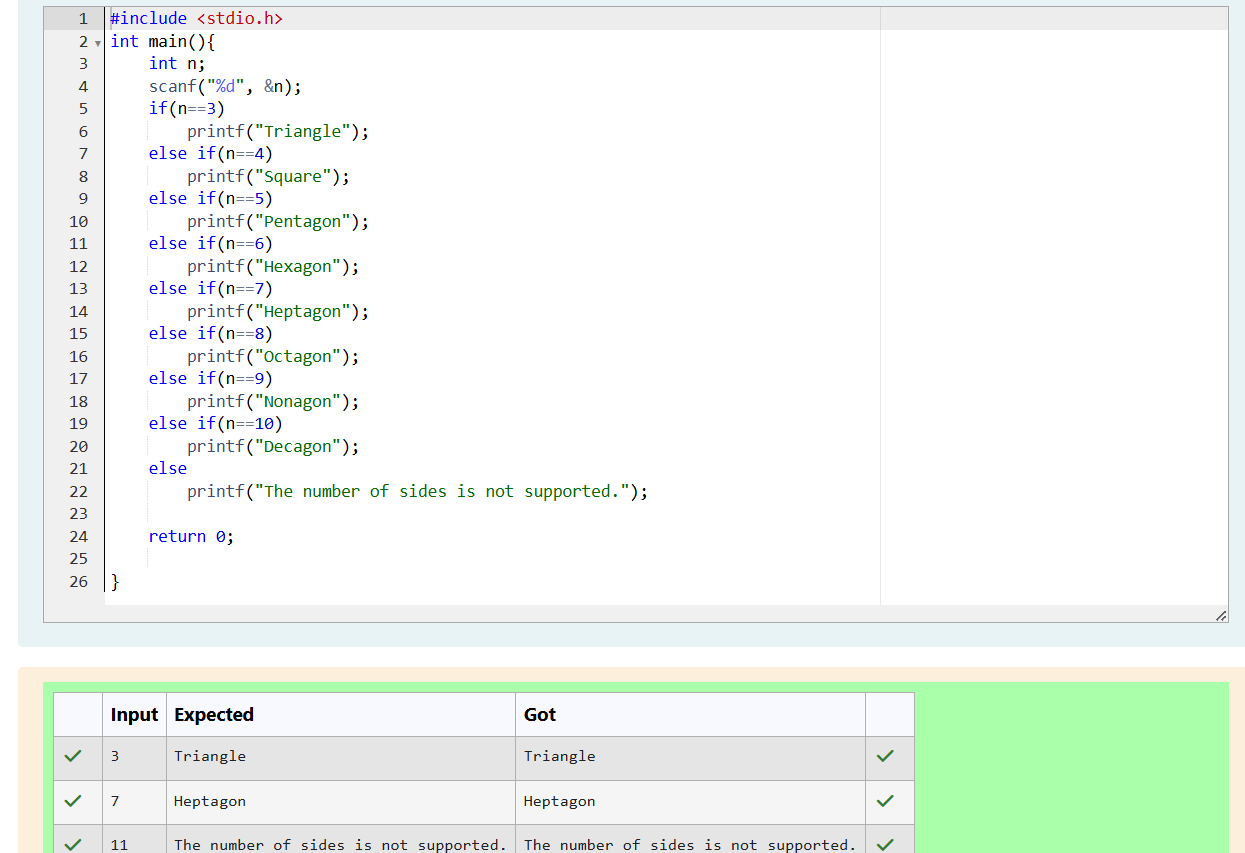 1 #include <stdio.h>
2 int main(){
3     int n;
4     scanf("%d", &n);
5     if(n==3)
6         printf("Triangle");
7     else if(n==4)
8         printf("Square");
9     else if(n==5)
10         printf("Pentagon");
11     else if(n==6)
12         printf("Hexagon");
13     else if(n==7)
14         printf("Heptagon");
15     else if(n==8)
16         printf("Octagon");
17     else if(n==9)
18         printf("Nonagon");
19     else if(n==10)
20         printf("Decagon");
21     else
22         printf("The number of sides is not supported.");
23
24     return 0;
25
26 }
Input Expected Got
3 Triangle Triangle
7 Heptagon Heptagon
11 The number of sides is not supported. The number of sides is not supported.